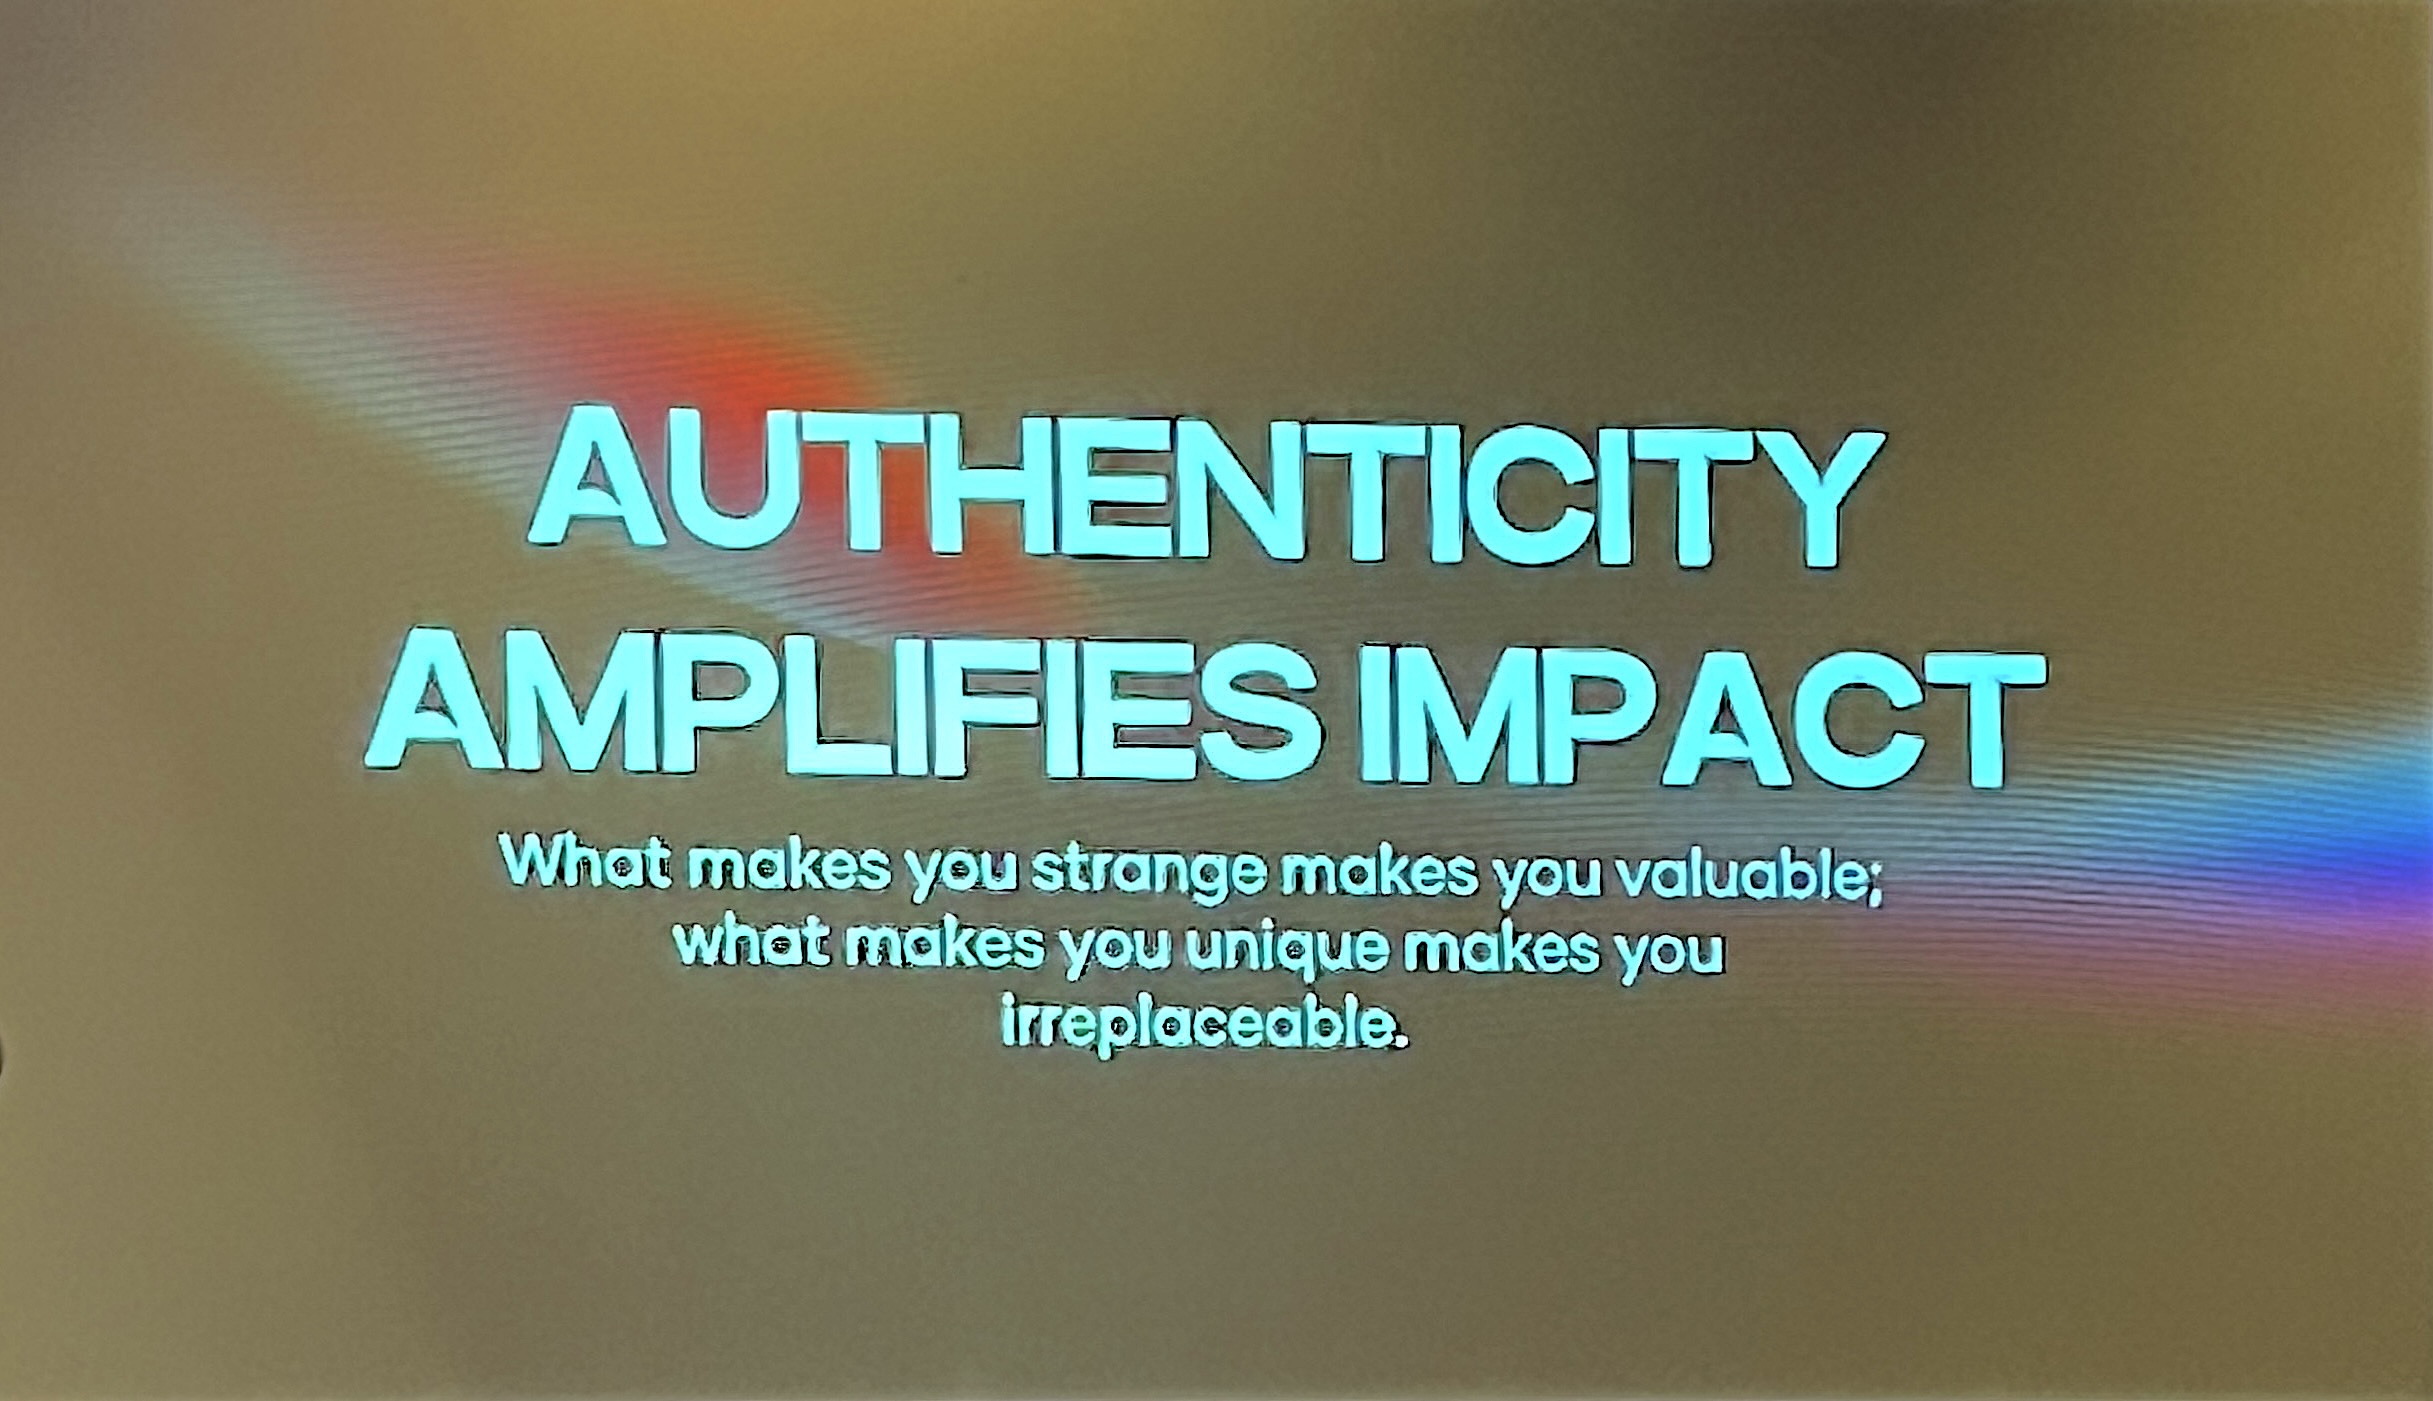 AUTHENTICITY
AMPLIFIES IMPACT
What makes you strange makes you valuable;
what makes you unique makes you
irreplaceable.